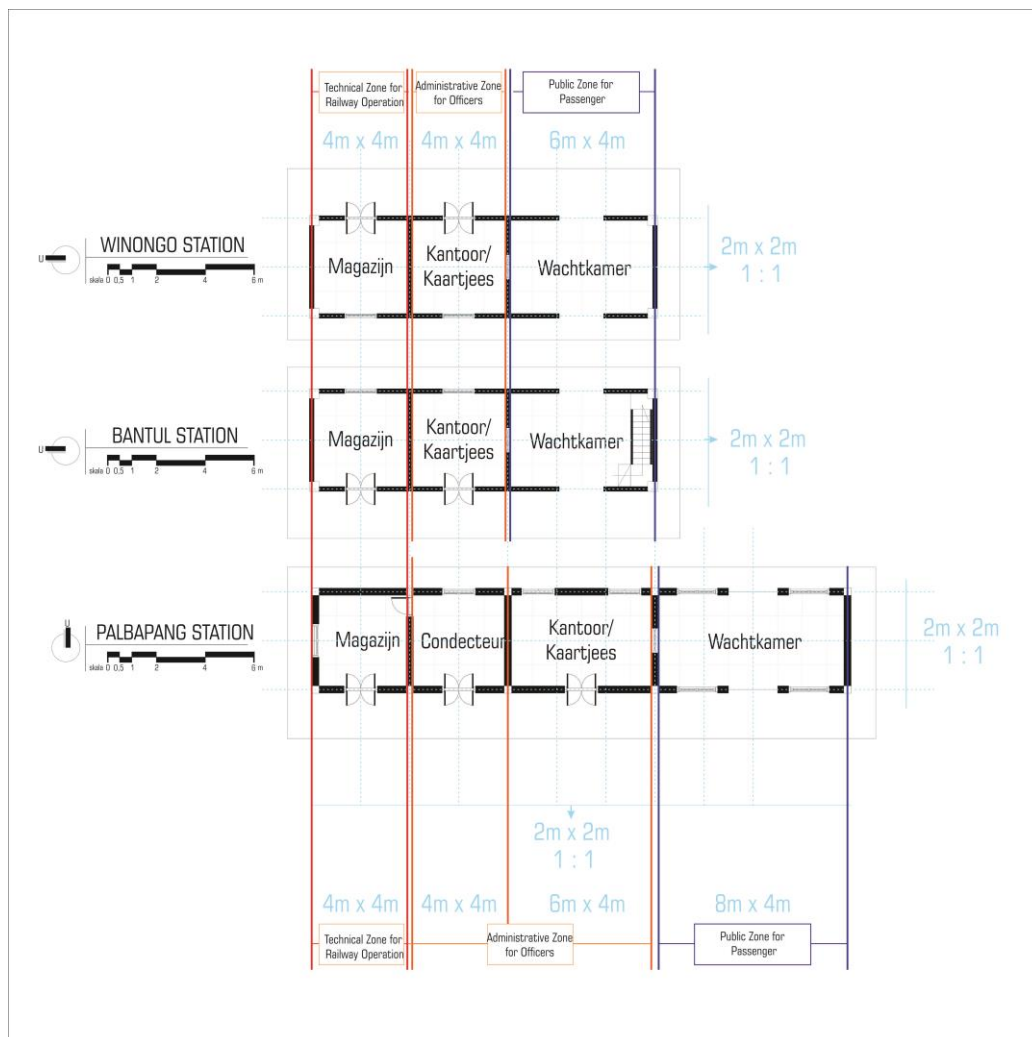 Technical Zone for
Railway Operation
Administrative Zone
for Officers
Public Zone for
Passenger
4m x 4m
4m x 4m
6m x 4m
WINONGO STATION
U
skala 0 0,5 1 2 4 6 m
Magazijn
Kantoor/
Kaartjees
Wachtkamer
2m x 2m
1 : 1
BANTUL STATION
U
skala 0 0,5 1 2 4 6 m
Magazijn
Kantoor/
Kaartjees
Wachtkamer
2m x 2m
1 : 1
PALBAPANG STATION
U
skala 0 0,5 1 2 4 6 m
Magazijn
Condecteur
Kantoor/
Kaartjees
Wachtkamer
2m x 2m
1 : 1
2m x 2m
1 : 1
4m x 4m
4m x 4m
6m x 4m
8m x 4m
Technical Zone for
Railway Operation
Administrative Zone
for Officers
Public Zone for
Passenger